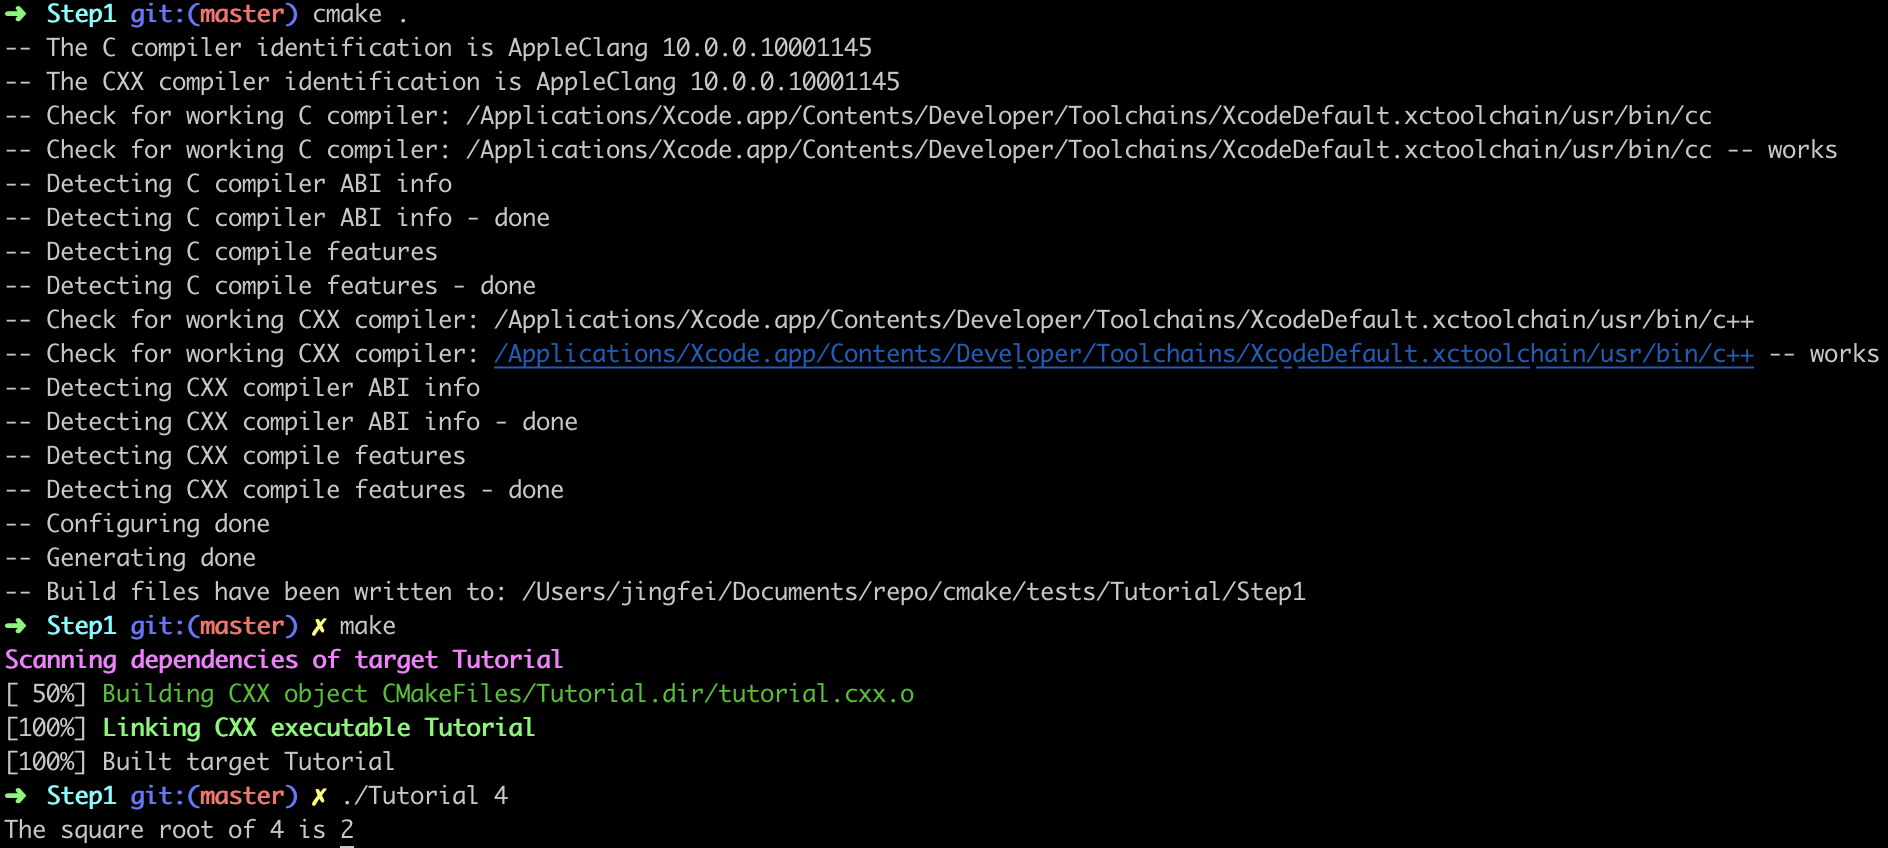 ➜  Step1 git:(master) cmake .
-- The C compiler identification is AppleClang 10.0.0.10001145
-- The CXX compiler identification is AppleClang 10.0.0.10001145
-- Check for working C compiler: /Applications/Xcode.app/Contents/Developer/Toolchains/XcodeDefault.xctoolchain/usr/bin/cc
-- Check for working C compiler: /Applications/Xcode.app/Contents/Developer/Toolchains/XcodeDefault.xctoolchain/usr/bin/cc -- works
-- Detecting C compiler ABI info
-- Detecting C compiler ABI info - done
-- Detecting C compile features
-- Detecting C compile features - done
-- Check for working CXX compiler: /Applications/Xcode.app/Contents/Developer/Toolchains/XcodeDefault.xctoolchain/usr/bin/c++
-- Check for working CXX compiler: /Applications/Xcode.app/Contents/Developer/Toolchains/XcodeDefault.xctoolchain/usr/bin/c++ -- works
-- Detecting CXX compiler ABI info
-- Detecting CXX compiler ABI info - done
-- Detecting CXX compile features
-- Detecting CXX compile features - done
-- Configuring done
-- Generating done
-- Build files have been written to: /Users/jingfei/Documents/repo/cmake/tests/Tutorial/Step1
➜  Step1 git:(master) ✗ make
Scanning dependencies of target Tutorial
[ 50%] Building CXX object CMakeFiles/Tutorial.dir/tutorial.cxx.o
[100%] Linking CXX executable Tutorial
[100%] Built target Tutorial
➜  Step1 git:(master) ✗ ./Tutorial 4
The square root of 4 is 2